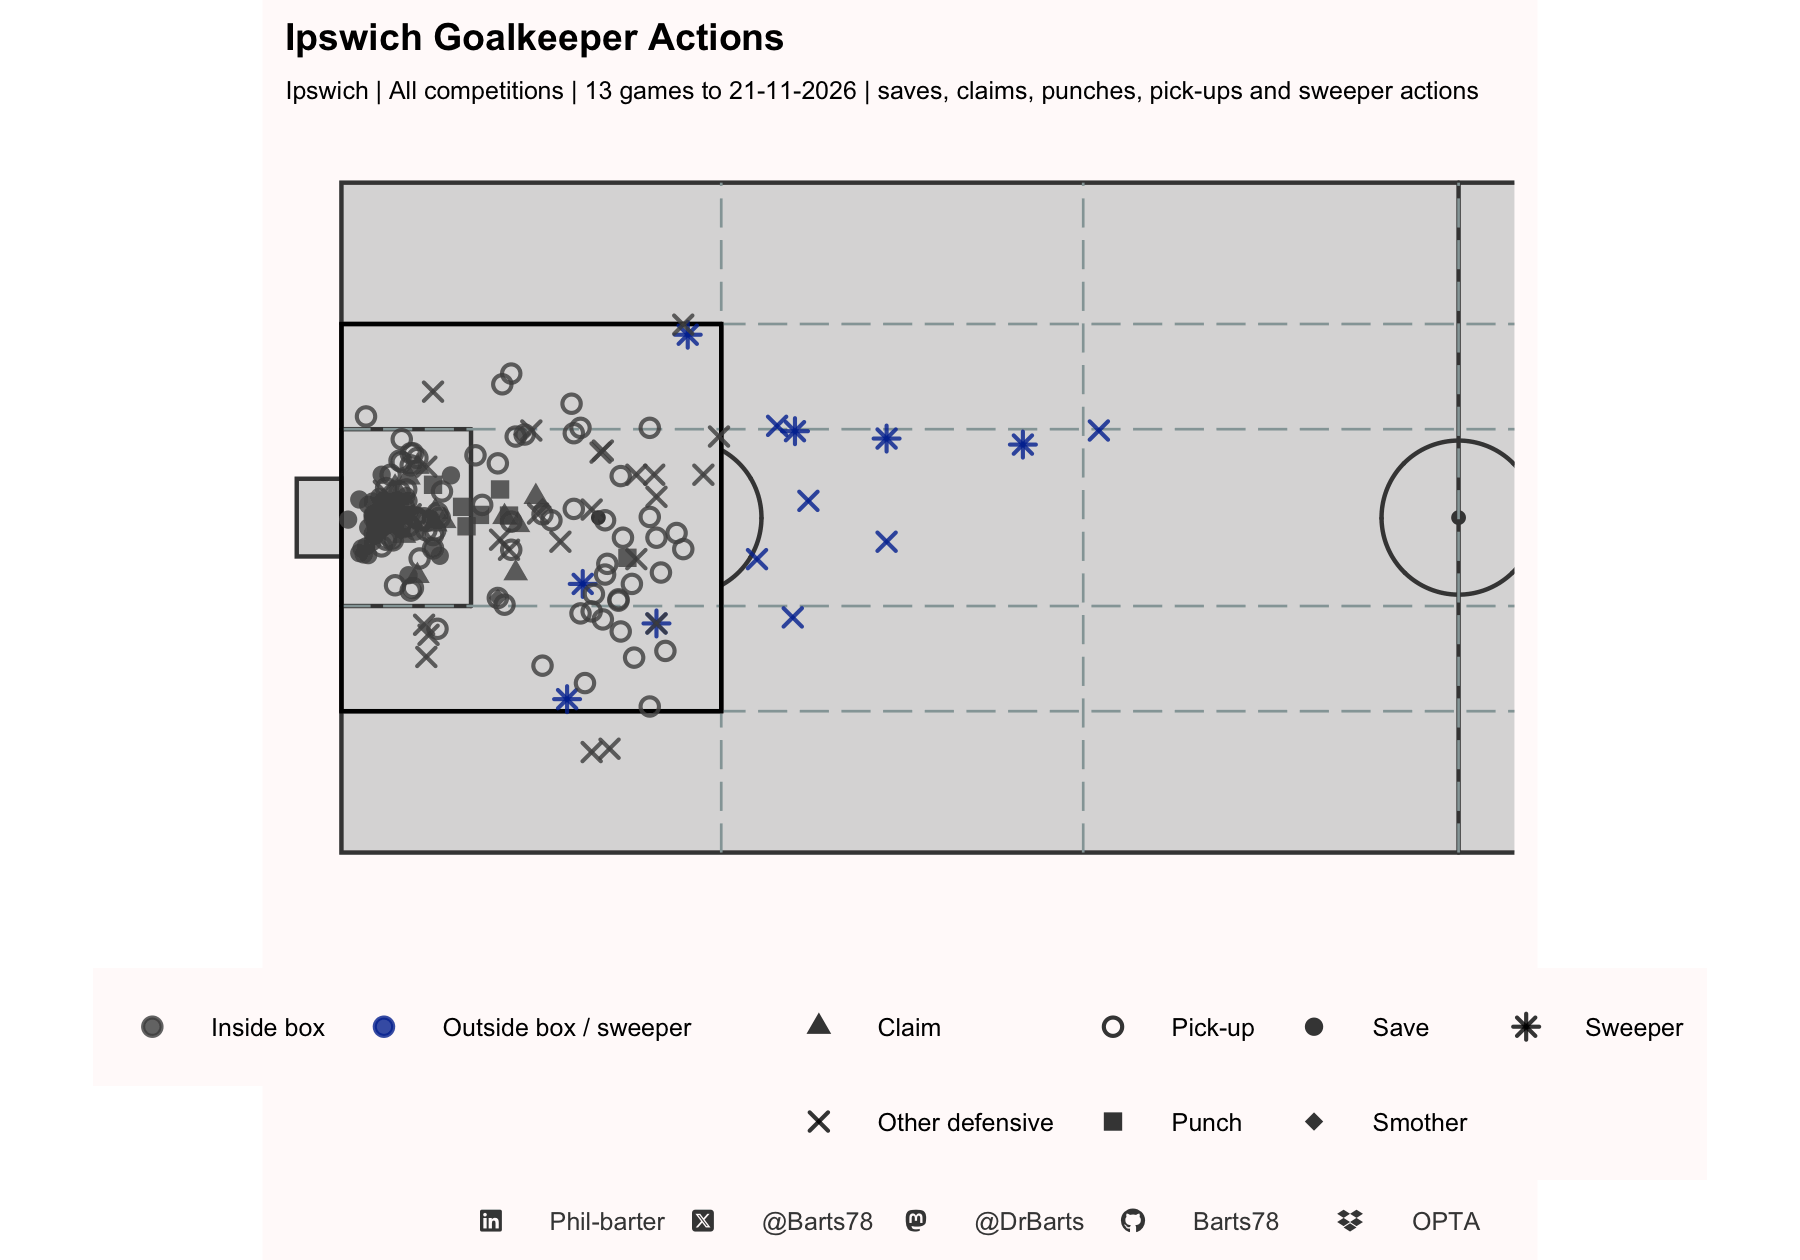 Ipswich Goalkeeper Actions
Ipswich | All competitions | 13 games to 21-11-2026 | saves, claims, punches, pick-ups and sweeper actions
Inside box
Outside box / sweeper
Claim
Pick-up
Save
Sweeper
Other defensive
Punch
Smother
Phil-barter
@Barts78
@DrBarts
Barts78
OPTA